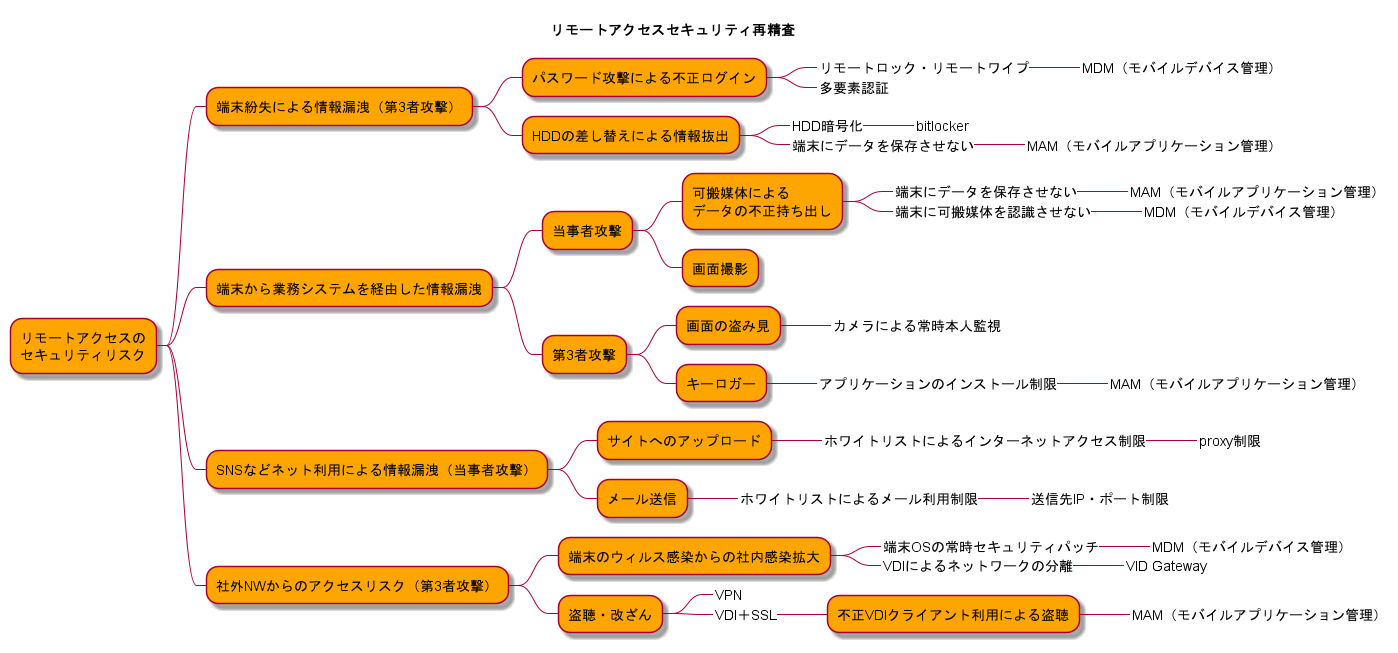 リモートアクセスセキュリティ再精査
リモートアクセスの
セキュリティリスク
端末紛失による情報漏洩（第3者攻撃）
パスワード攻撃による不正ログイン
リモートロック・リモートワイプ
MDM（モバイルデバイス管理）
多要素認証
HDDの差し替えによる情報抜出
HDD暗号化
bitlocker
端末にデータを保存させない
MAM（モバイルアプリケーション管理）
端末から業務システムを経由した情報漏洩
当事者攻撃
可搬媒体による
データの不正持ち出し
端末にデータを保存させない
MAM（モバイルアプリケーション管理）
端末に可搬媒体を認識させない
MDM（モバイルデバイス管理）
画面撮影
第3者攻撃
画面の盗み見
カメラによる常時本人監視
キーロガー
アプリケーションのインストール制限
MAM（モバイルアプリケーション管理）
SNSなどネット利用による情報漏洩（当事者攻撃）
サイトへのアップロード
ホワイトリストによるインターネットアクセス制限
proxy制限
メール送信
ホワイトリストによるメール利用制限
送信先IP・ポート制限
社外NWからのアクセスリスク（第3者攻撃）
端末のウィルス感染からの社内感染拡大
端末OSの常時セキュリティパッチ
MDM（モバイルデバイス管理）
VDIによるネットワークの分離
VID Gateway
盗聴・改ざん
VPN
VDI＋SSL
不正VDIクライアント利用による盗聴
MAM（モバイルアプリケーション管理）